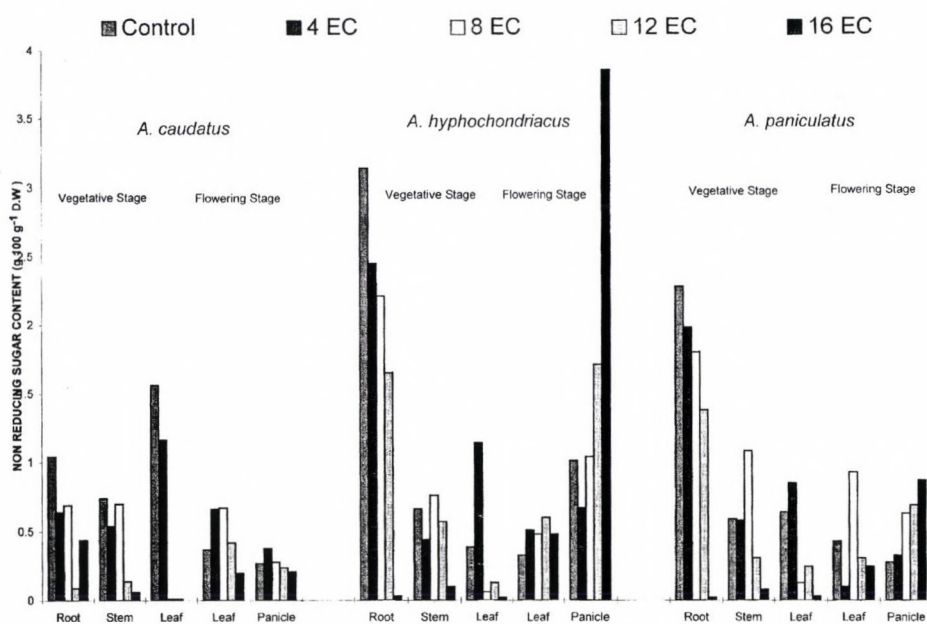 Control 4 EC 8 EC 12 EC 16 EC
4
3.5
3
2.5
2
1.5
1
0.5
0
NON REDUCING SUGAR CONTENT (g 100 g⁻¹ D.W)
A. caudatus A. hyphochondriacus A. paniculatus
Vegetative Stage Flowering Stage Vegetative Stage Flowering Stage Vegetative Stage Flowering Stage
Root Stem Leaf Leaf Panicle Root Stem Leaf Leaf Panicle Root Stem Leaf Leaf Panicle